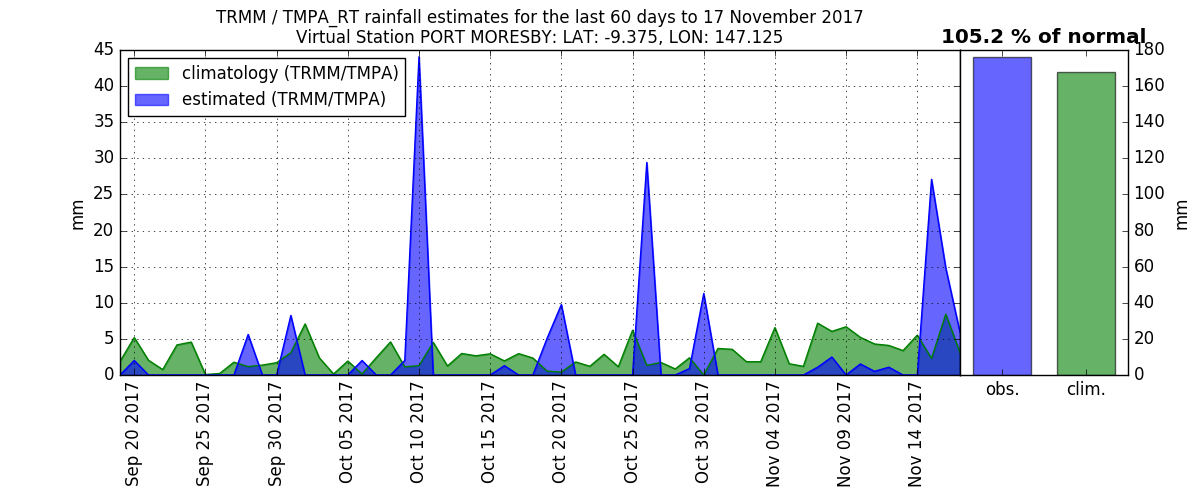 TRMM / TMPA_RT rainfall estimates for the last 60 days to 17 November 2017
Virtual Station PORT MORESBY: LAT: -9.375, LON: 147.125
105.2 % of normal
climatology (TRMM/TMPA)
estimated (TRMM/TMPA)
45
40
35
30
25
20
15
10
5
0
mm
180
160
140
120
100
80
60
40
20
0
mm
Sep 20 2017
Sep 25 2017
Sep 30 2017
Oct 05 2017
Oct 10 2017
Oct 15 2017
Oct 20 2017
Oct 25 2017
Oct 30 2017
Nov 04 2017
Nov 09 2017
Nov 14 2017
obs.
clim.